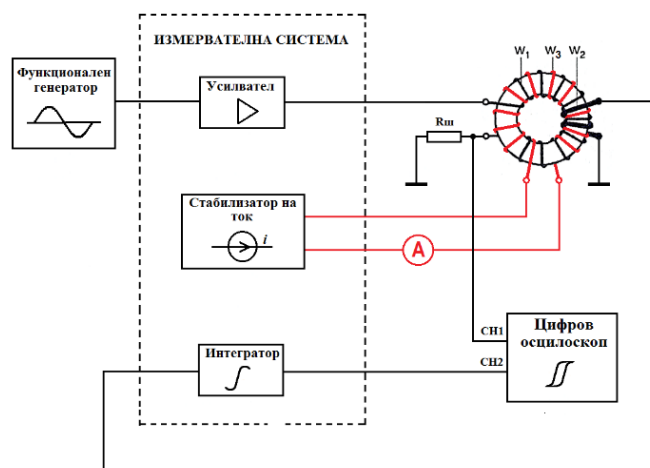 ИЗМЕРВАТЕЛНА СИСТЕМА
Функционален
генератор
Усилвател
W1
W3
W2
Rш
Стабилизатор на
ток
i
A
CH1
CH2
Цифров
осцилоскоп
Интегратор